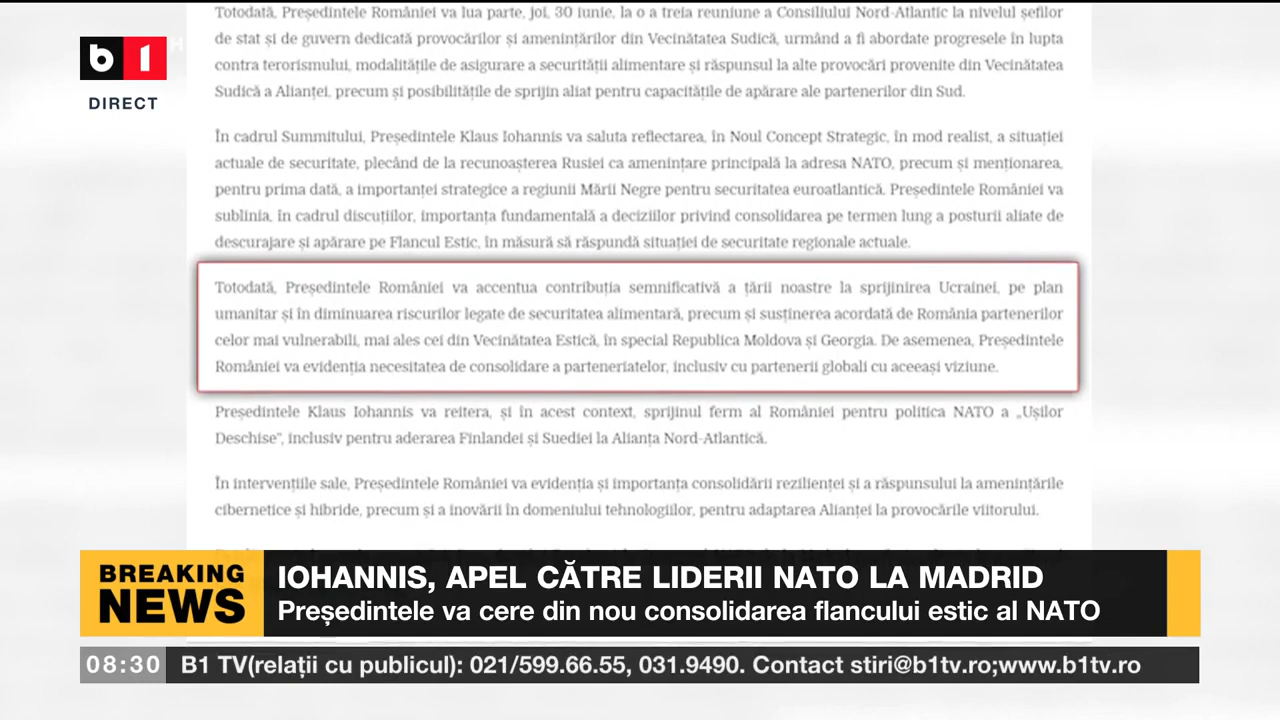 Totodată, Președintele României va lua parte, joi, 30 iunie, la o a treia reuniune a Consiliului Nord-Atlantic la nivelul șefilor
de stat și de guvern dedicată provocărilor și amenințărilor din Vecinătatea Sudică, urmând a fi abordate progresele în lupta
contra terorismului, modalitățile de asigurare a securității alimentare și răspunsul la alte provocări provenite din Vecinătatea
Sudică a Alianței, precum și posibilitățile de sprijin aliat pentru capacitățile de apărare ale partenerilor din Sud.
b1
DIRECT
În cadrul Summitului, Președintele Klaus Iohannis va saluta reflectarea, în Noul Concept Strategic, în mod realist, a situației
actuale de securitate, plecând de la recunoașterea Rusiei ca amenințare principală la adresa NATO, precum și menționarea,
pentru prima dată, a importanței strategice a regiunii Mării Negre pentru securitatea euroatlantică. Președintele României va
sublinia, în cadrul discuțiilor, importanța fundamentală a deciziilor privind consolidarea pe termen lung a posturii aliate de
descurajare și apărare pe Flancul Estic, în măsură să răspundă situației de securitate regionale actuale.
Totodată, Președintele României va accentua contribuția semnificativă a țării noastre la sprijinirea Ucrainei, pe plan
umanitar și în diminuarea riscurilor legate de securitatea alimentară, precum și susținerea acordată de România partenerilor
celor mai vulnerabili, mai ales cei din Vecinătatea Estică, în special Republica Moldova și Georgia. De asemenea, Președintele
României va evidenția necesitatea de consolidare a parteneriatelor, inclusiv cu partenerii globali cu aceeași viziune.
Președintele Klaus Iohannis va reitera, și în acest context, sprijinul ferm al României pentru politica NATO a „Ușilor
Deschise”, inclusiv pentru aderarea Finlandei și Suediei la Alianța Nord-Atlantică.
În intervențiile sale, Președintele României va evidenția și importanța consolidării rezilienței și a răspunsului la amenințările
cibernetice și hibride, precum și a inovării în domeniului tehnologiilor, pentru adaptarea Alianței la provocările viitorului.
BREAKING
NEWS
IOHANNIS, APEL CĂTRE LIDERII NATO LA MADRID
Președintele va cere din nou consolidarea flancului estic al NATO
08:30 B1 TV(relații cu publicul): 021/599.66.55, 031.9490. Contact stiri@b1tv.ro;www.b1tv.ro